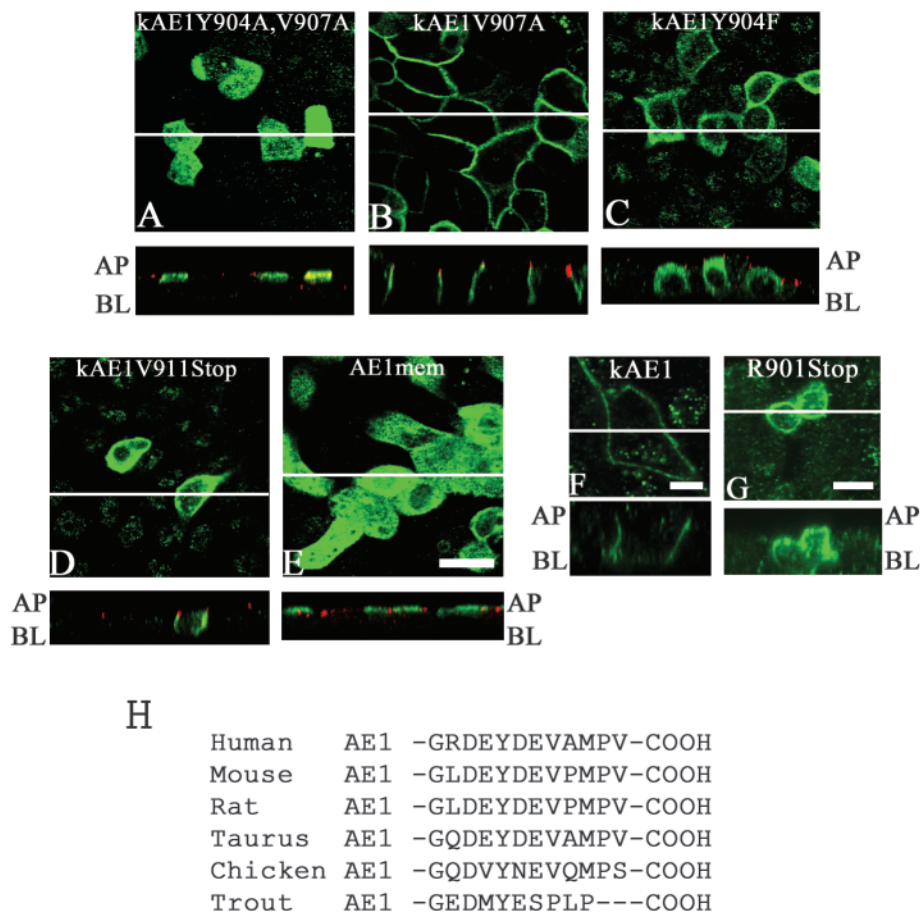 kAE1Y904A,V907A kAE1V907A kAE1Y904F
A B C
AP AP
BL BL
kAE1V911Stop AE1mem kAE1 R901Stop
D E F G
AP AP AP AP
BL BL BL BL
H
Human AE1 -GRDEYDEVAMPV-COOH
Mouse AE1 -GLDEYDEVPMPV-COOH
Rat AE1 -GLDEYDEVPMPV-COOH
Taurus AE1 -GQDEYDEVAMPV-COOH
Chicken AE1 -GQDVYNEVQMPS-COOH
Trout AE1 -GEDMYESPLP---COOH